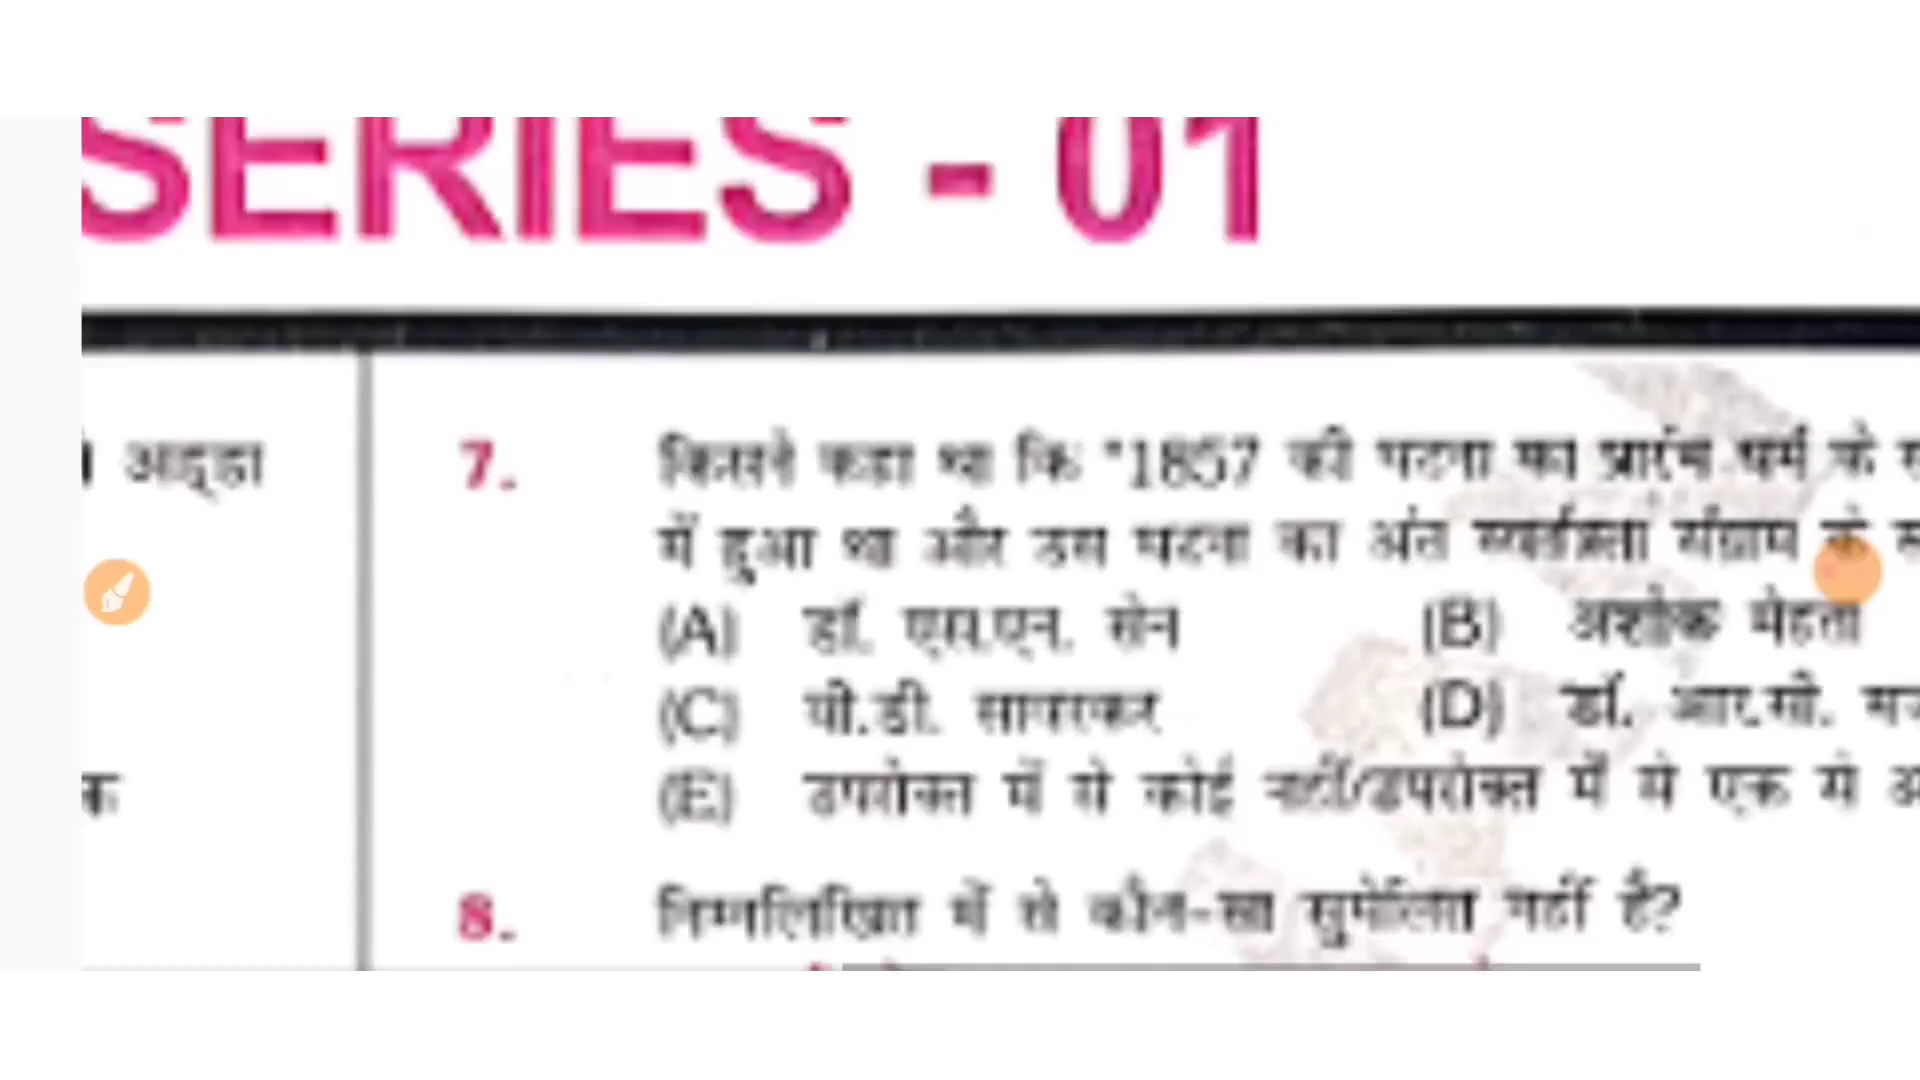 SERIES - 01
अड्डा
7. किसने कहा था कि "1857 की घटना का प्रारंभ धर्म के
में हुआ था और उस घटना का अंत स्वतंत्रता संग्राम के
(A) डॉ. एस.एन. सेन (B) अशोक मेहता
(C) वी.डी. सावरकर (D) डॉ. आर.सी.
(E) उपरोक्त में से कोई नहीं/उपरोक्त में से एक से
8. निम्नलिखित में से कौन-सा सुमेलित नहीं है?